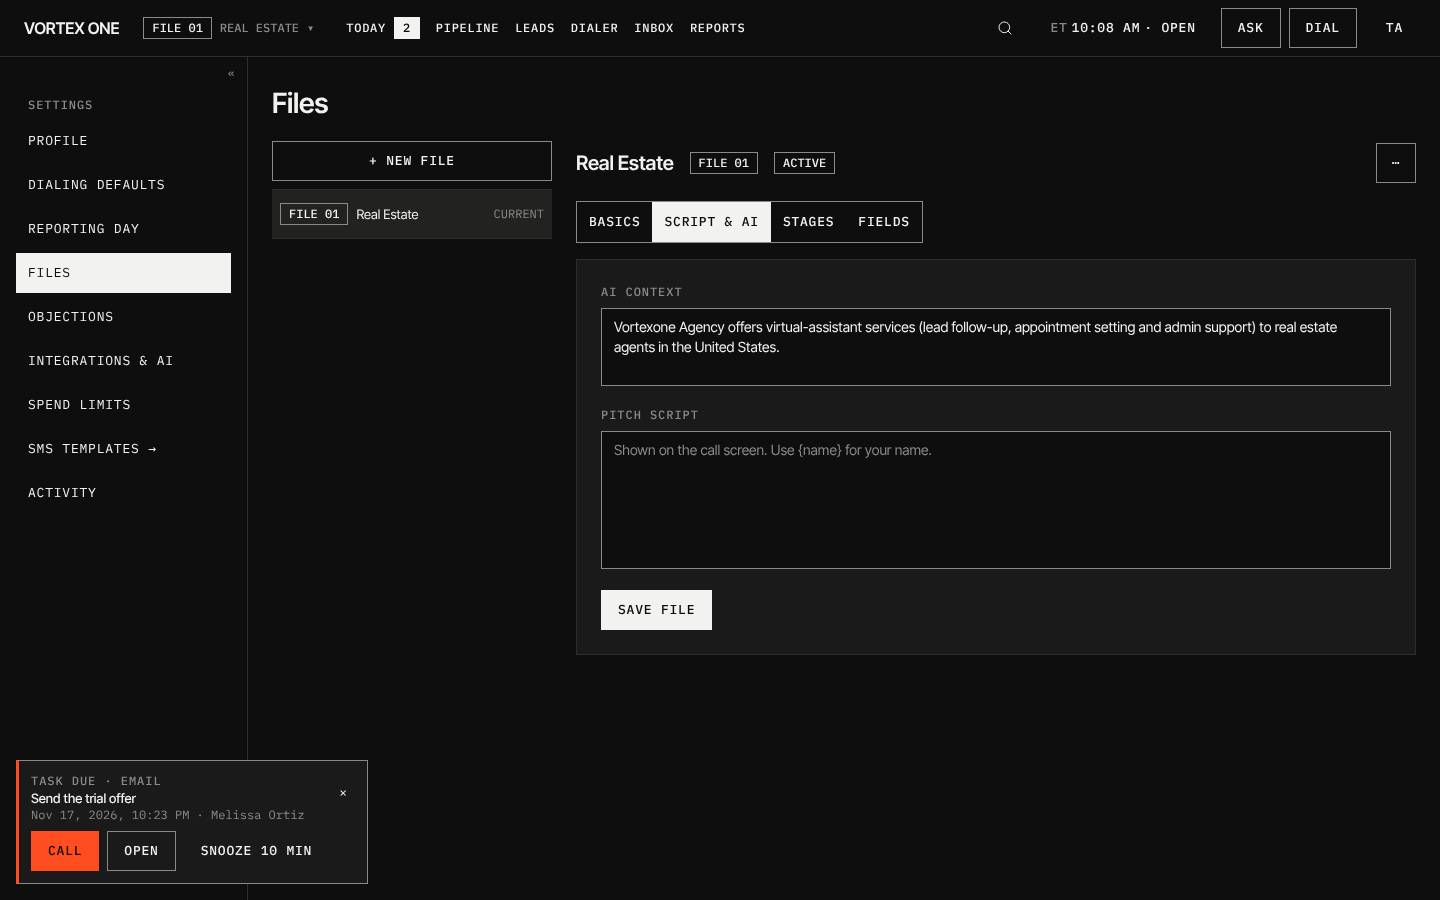 VORTEX ONE
FILE 01 REAL ESTATE ▾
TODAY 2 PIPELINE LEADS DIALER INBOX REPORTS
ET 10:08 AM · OPEN
ASK
DIAL
TA
«
SETTINGS
PROFILE
DIALING DEFAULTS
REPORTING DAY
FILES
OBJECTIONS
INTEGRATIONS & AI
SPEND LIMITS
SMS TEMPLATES →
ACTIVITY
Files
+ NEW FILE
FILE 01 Real Estate CURRENT
Real Estate FILE 01 ACTIVE
⋯
BASICS SCRIPT & AI STAGES FIELDS
AI CONTEXT
Vortexone Agency offers virtual-assistant services (lead follow-up, appointment setting and admin support) to real estate
agents in the United States.
PITCH SCRIPT
Shown on the call screen. Use {name} for your name.
SAVE FILE
TASK DUE · EMAIL
×
Send the trial offer
Nov 17, 2026, 10:23 PM · Melissa Ortiz
CALL OPEN SNOOZE 10 MIN